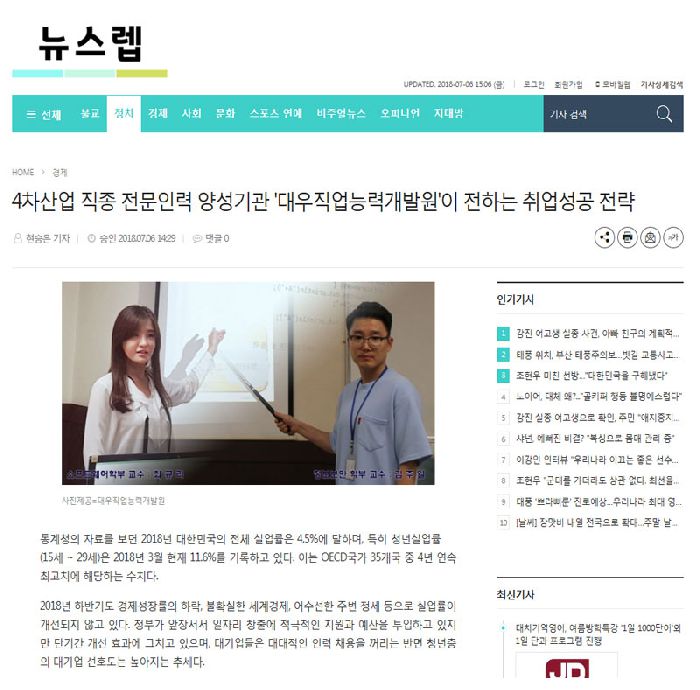 뉴스렙
UPDATED. 2018-07-06 15:06 (금)
로그인
회원가입
모바일웹
기사상세검색
전체
불교
정치
경제
사회
문화
스포스 연예
비주얼뉴스
오피니언
지대방
기사 검색
HOME > 경제
4차산업 직종 전문인력 양성기관 '대우직업능력개발원'이 전하는 취업성공 전략
현승은 기자
승인 2018.07.06 14:29
댓글 0
가가
소프트웨어학부 교수 :
정보보안 학부 교수 : 김 주 일
사진제공=대우직업능력개발원
통계청의 자료를 보면 2018년 대한민국의 전체 실업률은 4.5%에 달하며, 특히 청년실업률
(15세 ~ 29세)은 2018년 3월 현재 11.6%를 기록하고 있다. 이는 OECD국가 35개국 중 4년 연속
최고치에 해당하는 수치다.
2018년 하반기도 경제성장률의 하락, 불확실한 세계경제, 어수선한 주변 정세 등으로 실업률이
개선되지 않고 있다. 정부가 앞장서서 일자리 창출에 적극적인 지원과 예산을 투입하고 있지
만 단기간 개선 효과에 그치고 있으며, 대기업들은 대대적인 인력 채용을 꺼리는 반면 청년층
의 대기업 선호도는 높아지는 추세다.
인기기사
1 강진 여고생 실종 사건, 아빠 친구의 계획적...
2 태풍 위치, 부산 태풍주의보...빗길 교통사고...
3 조현우 미친 선방..."대한민국을 구해냈다"
4 노이어, 대체 왜?..."골키퍼 정동 불명예스럽다"
5 강진 실종 여고생으로 확인, 주민 "애지중지...
6 샤넌, 예뻐진 비결? "복싱으로 몸매 관리 중"
7 이강인 인터뷰 "우리나라 이끄는 좋은 선수...
8 조현우 "군대를 기다려도 상관 없다. 최선을...
9 태풍 '쁘라삐룬' 진로예상...우리나라 최대 영...
10 [날씨] 장맛비 내일 전국으로 확대...주말 날...
최신기사
대치기억영어, 여름방학특강 '1일 1000단어'외
1일 단과 프로그램 진행
JD